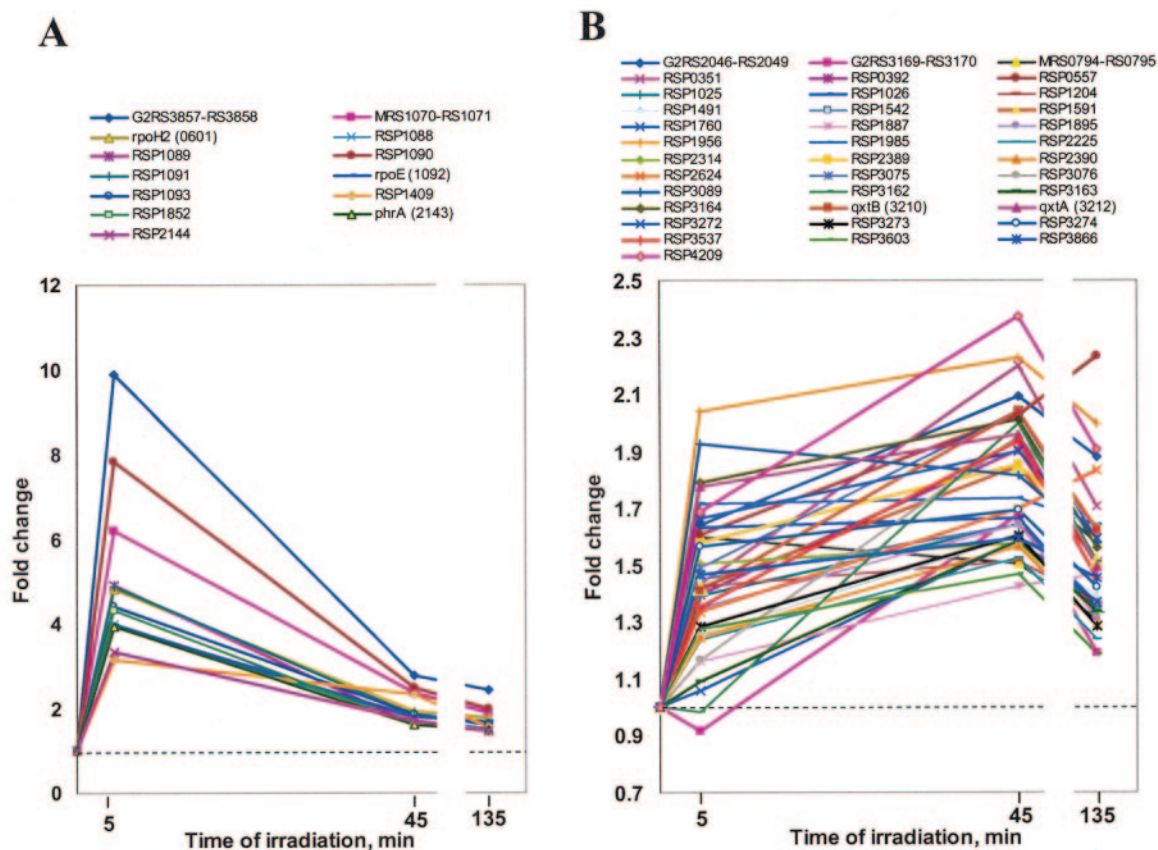 A
G2RS3857-RS3858 MRS1070-RS1071
rpoH2 (0601) RSP1088
RSP1089 RSP1090
RSP1091 rpoE (1092)
RSP1093 RSP1409
RSP1852 phrA (2143)
RSP2144
12
10
8
6
4
2
0
Fold change
5 45 135
Time of irradiation, min
B
G2RS2046-RS2049 G2RS3169-RS3170 MRS0794-RS0795
RSP0351 RSP0392 RSP0557
RSP1025 RSP1026 RSP1204
RSP1491 RSP1542 RSP1591
RSP1760 RSP1887 RSP1895
RSP1956 RSP1985 RSP2225
RSP2314 RSP2389 RSP2390
RSP2624 RSP3075 RSP3076
RSP3089 RSP3162 RSP3163
RSP3164 qxtB (3210) qxtA (3212)
RSP3272 RSP3273 RSP3274
RSP3537 RSP3603 RSP3866
RSP4209
2.5
2.3
2.1
1.9
1.7
1.5
1.3
1.1
0.9
0.7
Fold change
5 45 135
Time of irradiation, min